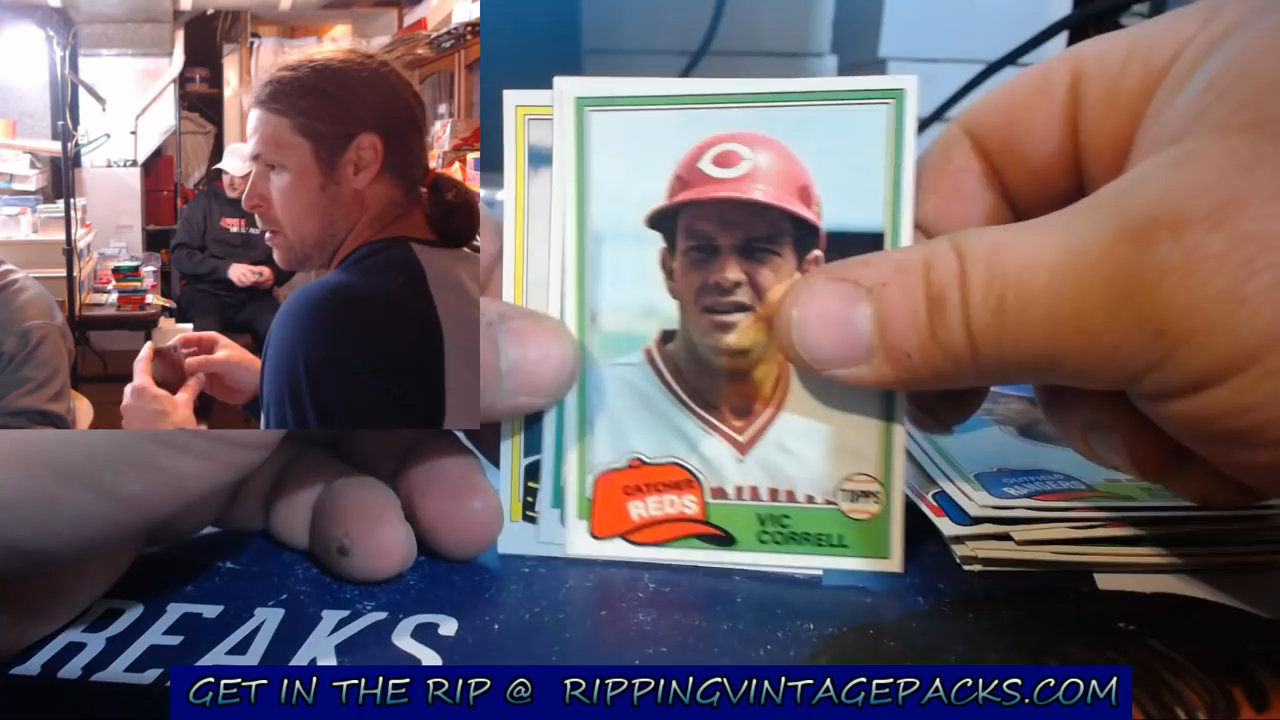 CATCHER
REDS
TOPPS
VIC
CORRELL
OUTFIELD
RANGERS
REAKS
GET IN THE RIP @ RIPPINGVINTAGEPACKS.COM